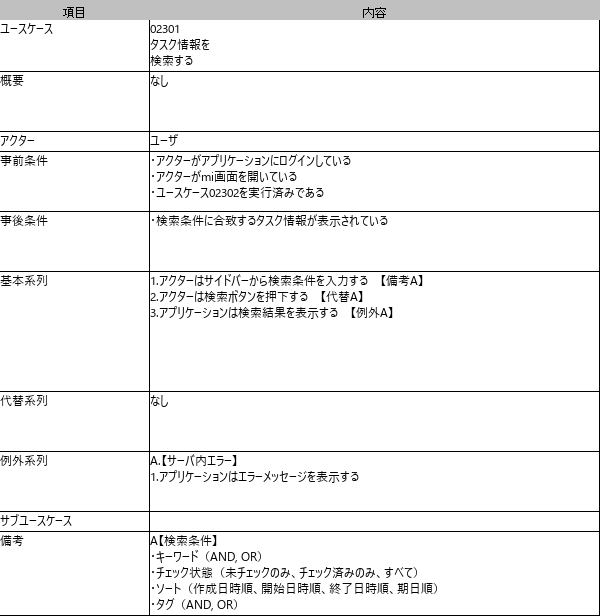 項目 内容
ユースケース 02301
タスク情報を
検索する
概要 なし
アクター ユーザ
事前条件 ・アクターがアプリケーションにログインしている
・アクターがmi画面を開いている
・ユースケース02302を実行済みである
事後条件 ・検索条件に合致するタスク情報が表示されている
基本系列 1.アクターはサイドバーから検索条件を入力する 【備考A】
2.アクターは検索ボタンを押下する 【代替A】
3.アプリケーションは検索結果を表示する 【例外A】
代替系列 なし
例外系列 A.【サーバ内エラー】
1.アプリケーションはエラーメッセージを表示する
サブユースケース
備考 A【検索条件】
・キーワード（AND, OR）
・チェック状態（未チェックのみ、チェック済みのみ、すべて）
・ソート（作成日時順、開始日時順、終了日時順、期日順）
・タグ（AND, OR）